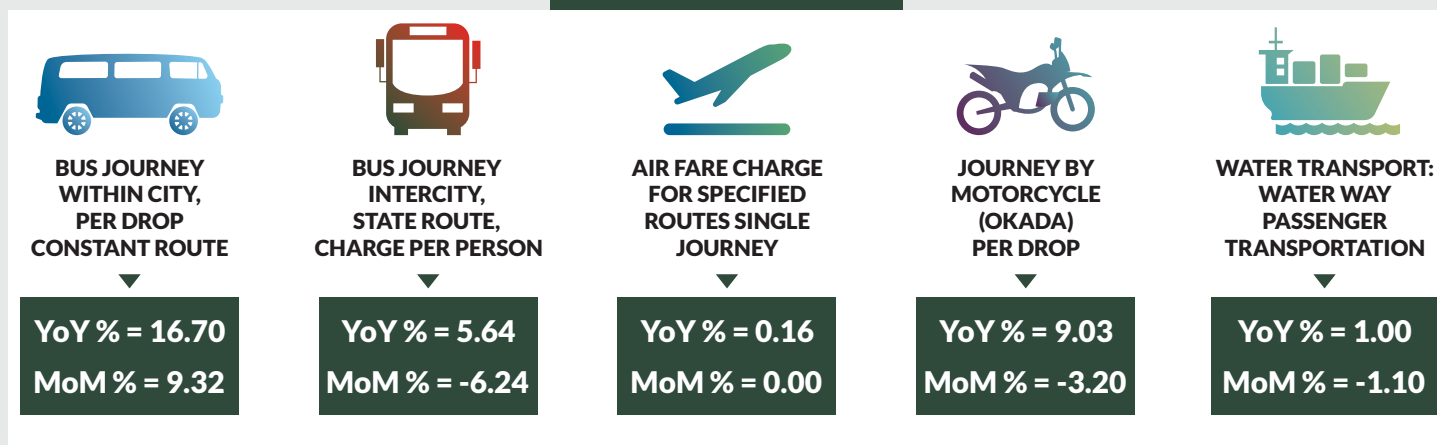 BUS JOURNEY
WITHIN CITY,
PER DROP
CONSTANT ROUTE
YoY % = 16.70
MoM % = 9.32
BUS JOURNEY
INTERCITY,
STATE ROUTE,
CHARGE PER PERSON
YoY % = 5.64
MoM % = -6.24
AIR FARE CHARGE
FOR SPECIFIED
ROUTES SINGLE
JOURNEY
YoY % = 0.16
MoM % = 0.00
JOURNEY BY
MOTORCYCLE
(OKADA)
PER DROP
YoY % = 9.03
MoM % = -3.20
WATER TRANSPORT:
WATER WAY
PASSENGER
TRANSPORTATION
YoY % = 1.00
MoM % = -1.10